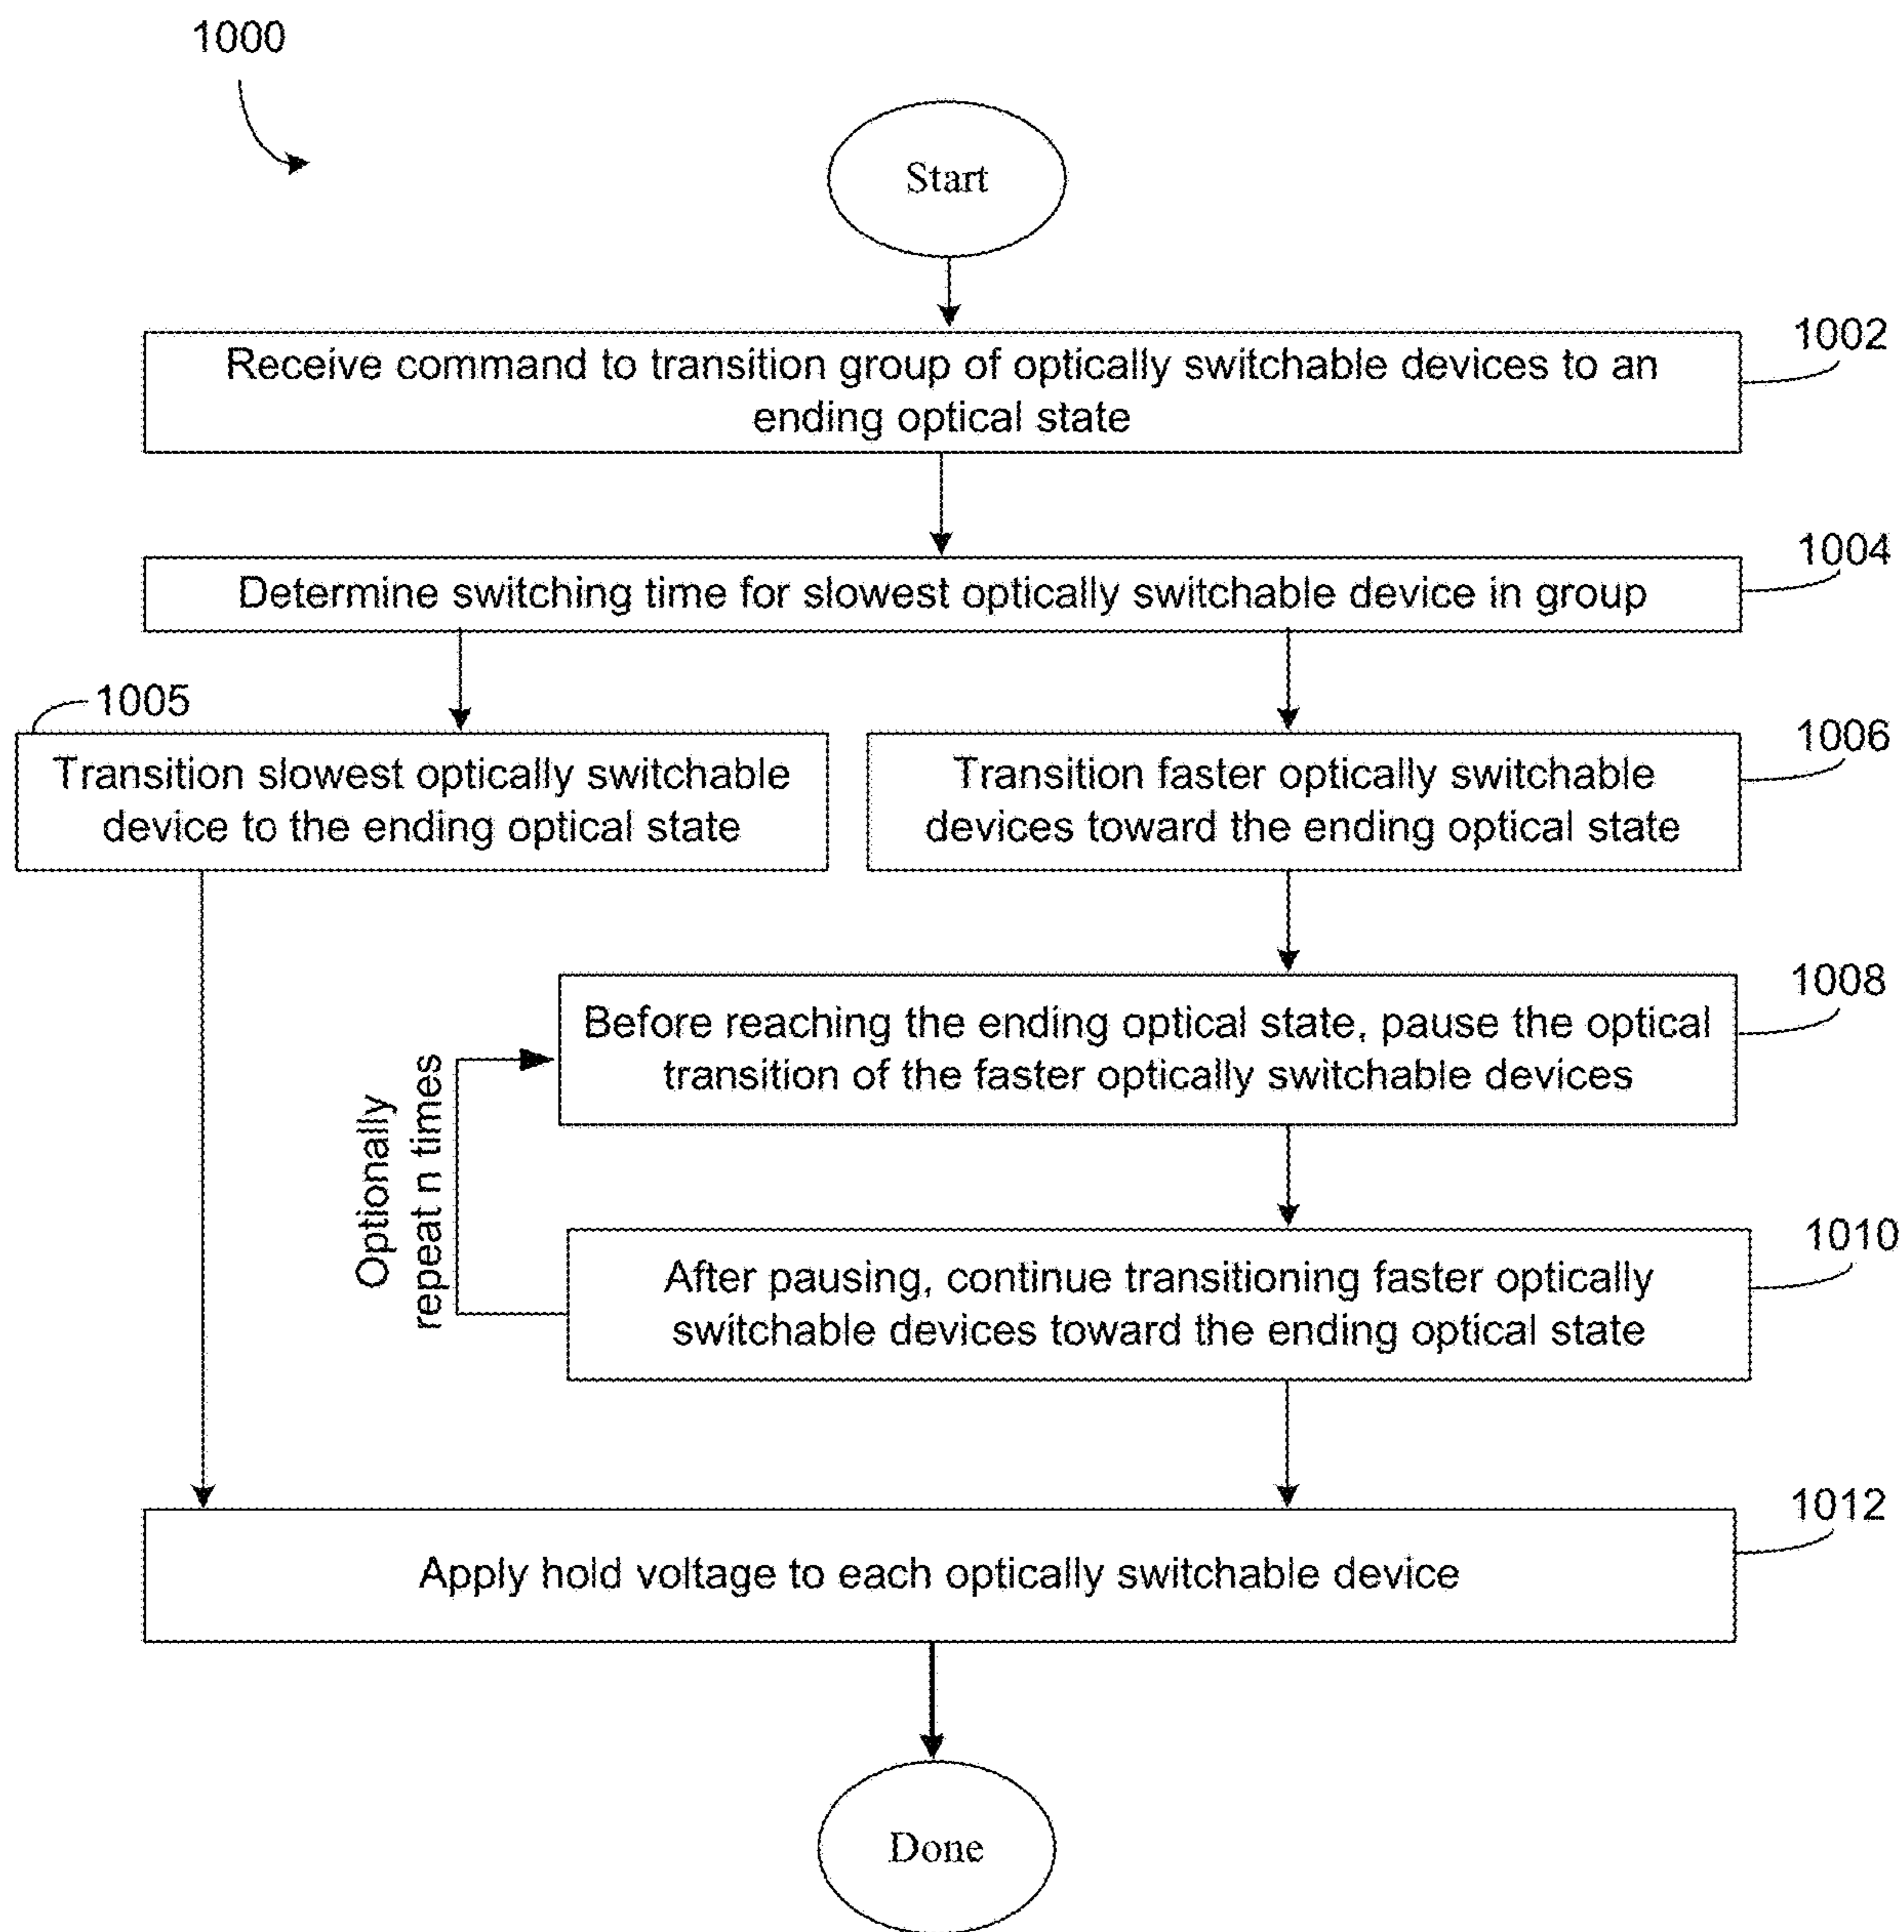 1000
Start
1002
Receive command to transition group of optically switchable devices to an
ending optical state
1004
Determine switching time for slowest optically switchable device in group
1005
Transition slowest optically switchable
device to the ending optical state
1006
Transition faster optically switchable
devices toward the ending optical state
1008
Before reaching the ending optical state, pause the optical
transition of the faster optically switchable devices
Optionally
repeat n times
1010
After pausing, continue transitioning faster optically
switchable devices toward the ending optical state
1012
Apply hold voltage to each optically switchable device
Done